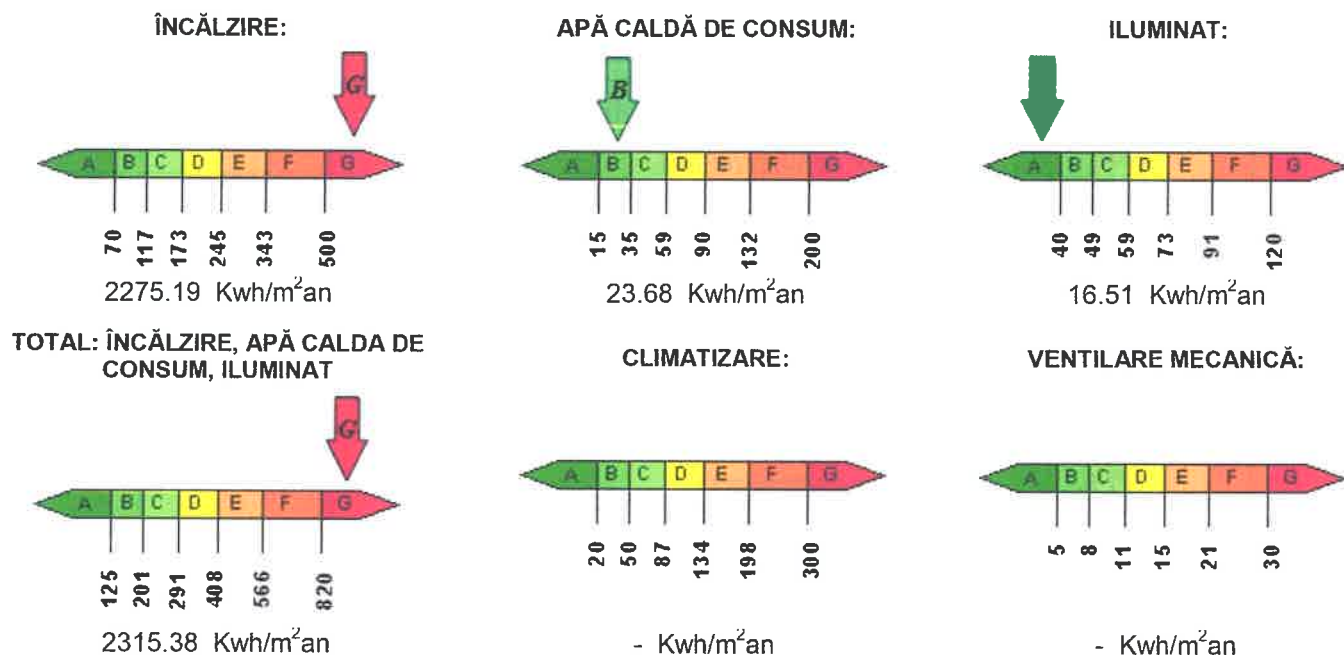 ÎNCĂLZIRE:
G
A B C D E F G
70 117 173 245 343 500
2275.19 Kwh/m²an
APĂ CALDĂ DE CONSUM:
B
A B C D E F G
15 35 59 90 132 200
23.68 Kwh/m²an
ILUMINAT:
A B C D E F G
40 49 59 73 91 120
16.51 Kwh/m²an
TOTAL: ÎNCĂLZIRE, APĂ CALDA DE
CONSUM, ILUMINAT
G
A B C D E F G
125 201 291 408 566 820
2315.38 Kwh/m²an
CLIMATIZARE:
A B C D E F G
20 50 87 134 198 300
- Kwh/m²an
VENTILARE MECANICĂ:
A B C D E F G
5 8 11 15 21 30
- Kwh/m²an